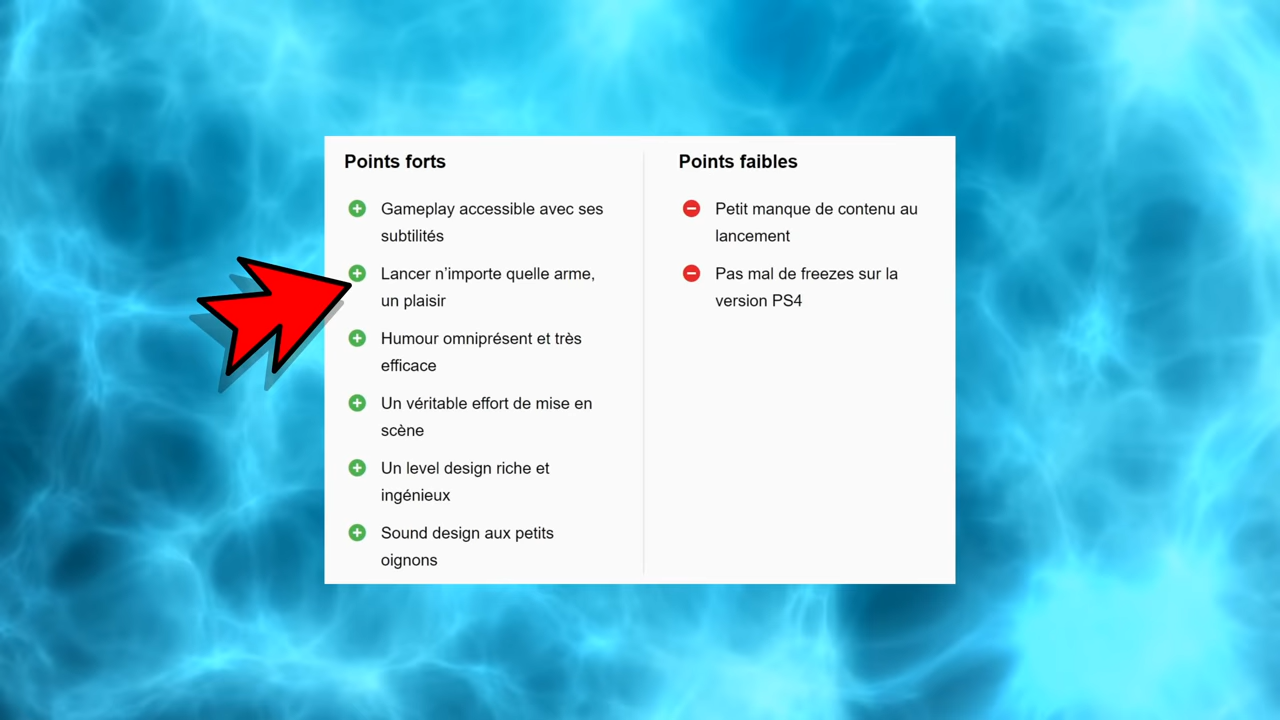 Points forts
Gameplay accessible avec ses
subtilités
Lancer n’importe quelle arme,
un plaisir
Humour omniprésent et très
efficace
Un véritable effort de mise en
scène
Un level design riche et
ingénieux
Sound design aux petits
oignons
Points faibles
Petit manque de contenu au
lancement
Pas mal de freezes sur la
version PS4